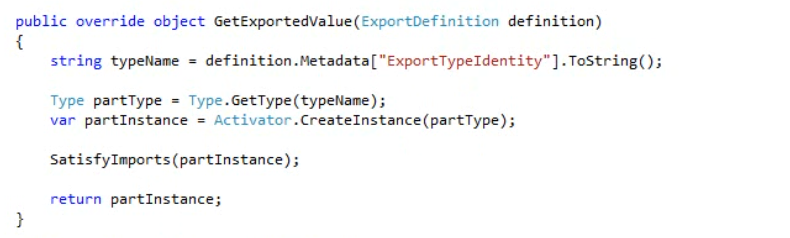 public override object GetExportedValue(ExportDefinition definition)
{
    string typeName = definition.Metadata["ExportTypeIdentity"].ToString();

    Type partType = Type.GetType(typeName);
    var partInstance = Activator.CreateInstance(partType);

    SatisfyImports(partInstance);

    return partInstance;
}